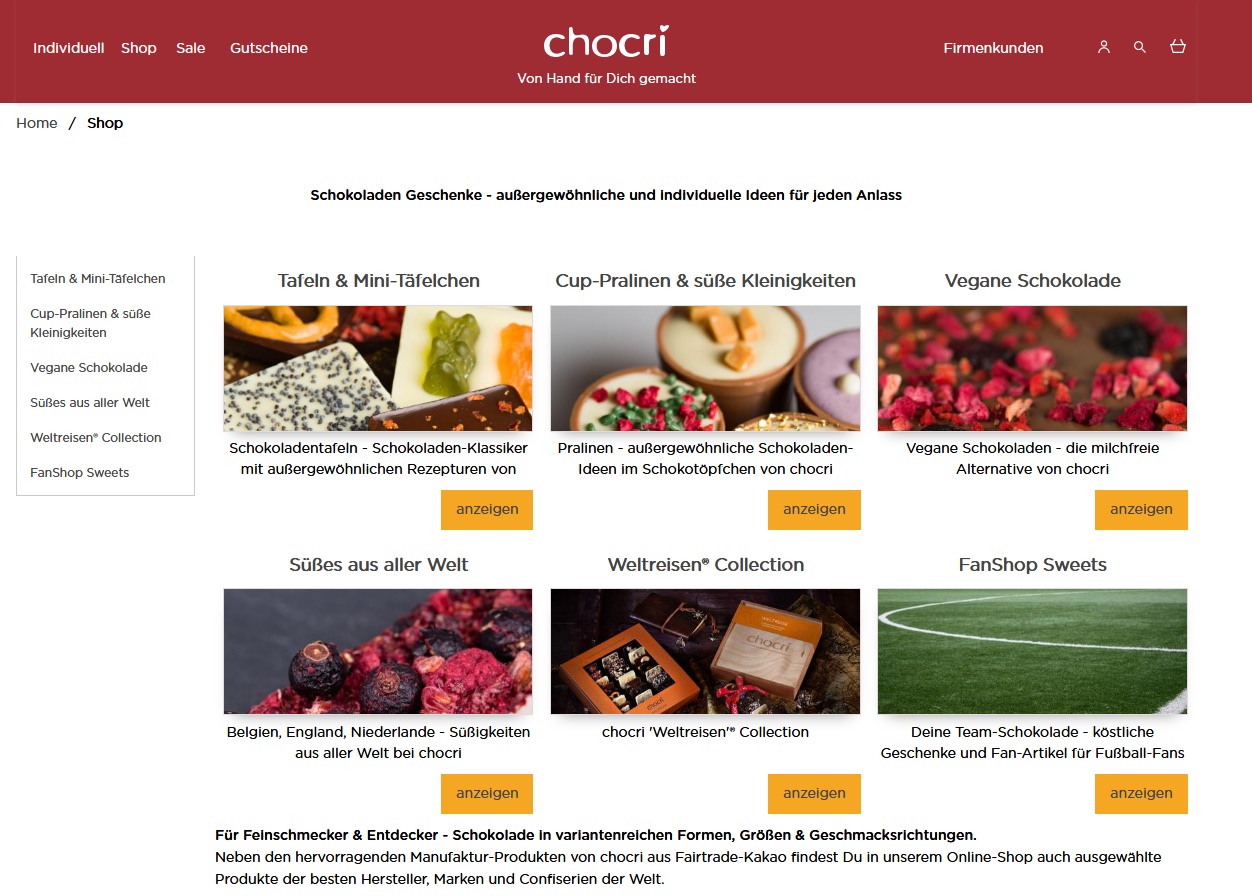 Individuell Shop Sale Gutscheine
chocri
Von Hand für Dich gemacht
Firmenkunden
Home / Shop
Schokoladen Geschenke - außergewöhnliche und individuelle Ideen für jeden Anlass
Tafeln & Mini-Täfelchen
Cup-Pralinen & süße
Kleinigkeiten
Vegane Schokolade
Süßes aus aller Welt
Weltreisen® Collection
FanShop Sweets
Tafeln & Mini-Täfelchen
Schokoladentafeln - Schokoladen-Klassiker
mit außergewöhnlichen Rezepturen von
anzeigen
Cup-Pralinen & süße Kleinigkeiten
Pralinen - außergewöhnliche Schokoladen-
Ideen im Schokotöpfchen von chocri
anzeigen
Vegane Schokolade
Vegane Schokoladen - die milchfreie
Alternative von chocri
anzeigen
Süßes aus aller Welt
Belgien, England, Niederlande - Süßigkeiten
aus aller Welt bei chocri
anzeigen
Weltreisen® Collection
chocri
chocri 'Weltreisen'® Collection
anzeigen
FanShop Sweets
Deine Team-Schokolade - köstliche
Geschenke und Fan-Artikel für Fußball-Fans
anzeigen
Für Feinschmecker & Entdecker - Schokolade in variantenreichen Formen, Größen & Geschmacksrichtungen.
Neben den hervorragenden Manufaktur-Produkten von chocri aus Fairtrade-Kakao findest Du in unserem Online-Shop auch ausgewählte
Produkte der besten Hersteller, Marken und Confiserien der Welt.